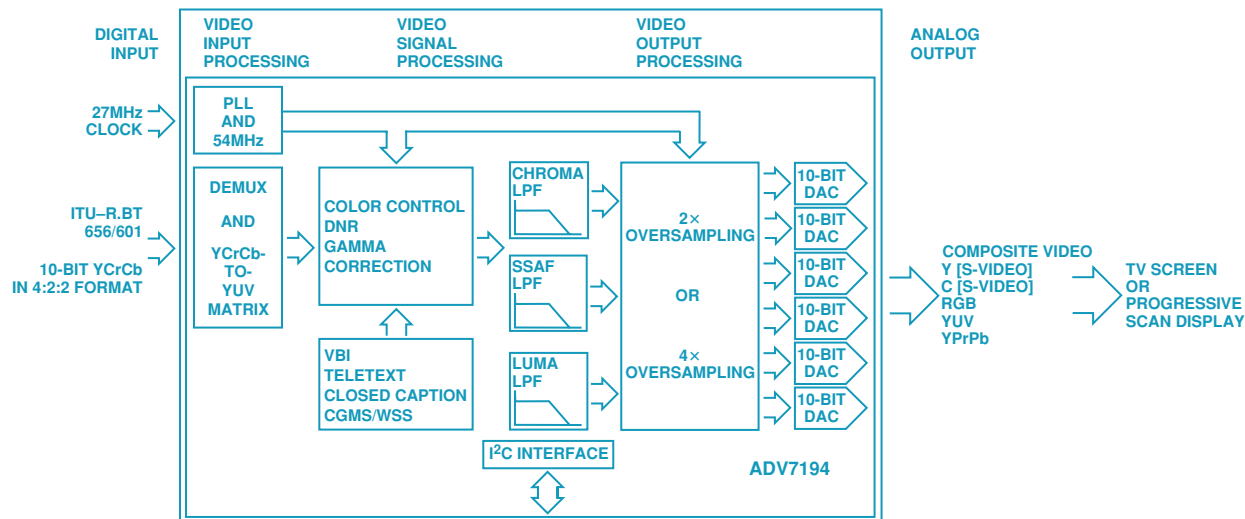 DIGITAL
INPUT
VIDEO
INPUT
PROCESSING
VIDEO
SIGNAL
PROCESSING
VIDEO
OUTPUT
PROCESSING
ANALOG
OUTPUT
27MHz
CLOCK
PLL
AND
54MHz
ITU–R.BT
656/601
10-BIT YCrCb
IN 4:2:2 FORMAT
DEMUX
AND
YCrCb-
TO-
YUV
MATRIX
COLOR CONTROL
DNR
GAMMA
CORRECTION
VBI
TELETEXT
CLOSED CAPTION
CGMS/WSS
CHROMA
LPF
SSAF
LPF
LUMA
LPF
I²C INTERFACE
2×
OVERSAMPLING
OR
4×
OVERSAMPLING
10-BIT
DAC
10-BIT
DAC
10-BIT
DAC
10-BIT
DAC
10-BIT
DAC
10-BIT
DAC
ADV7194
COMPOSITE VIDEO
Y [S-VIDEO]
C [S-VIDEO]
RGB
YUV
YPrPb
TV SCREEN
OR
PROGRESSIVE
SCAN DISPLAY